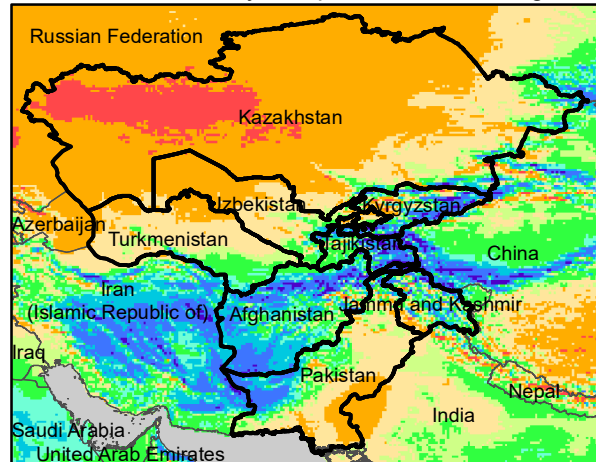 Russian Federation
Kazakhstan
Izbekistan
Kyrgyzstan
Azerbaijan
Turkmenistan
Tajikistan
China
Iran
(Islamic Republic of)
Afghanistan
Jammu and Kashmir
Iraq
Pakistan
Nepal
India
Saudi Arabia
United Arab Emirates